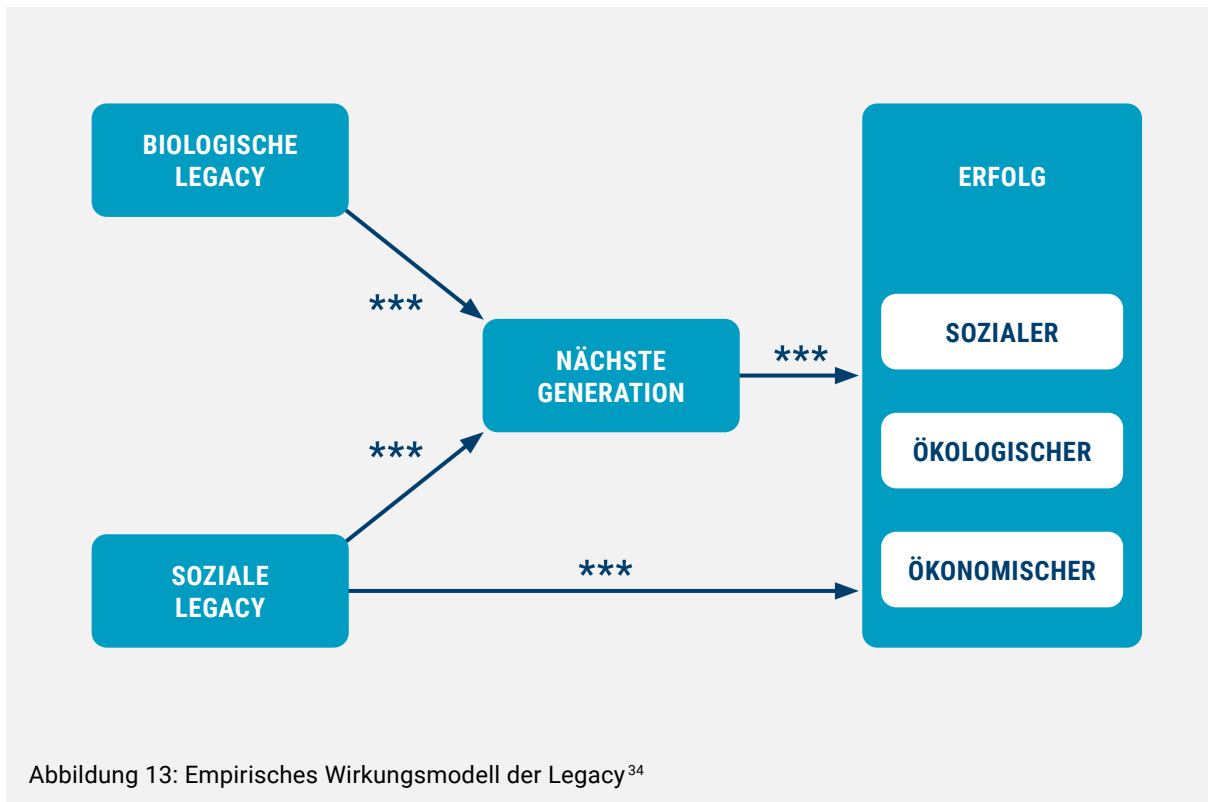 BIOLOGISCHE
LEGACY
ERFOLG
***
SOZIALER
NÄCHSTE
GENERATION
***
ÖKOLOGISCHER
***
SOZIALE
LEGACY
***
ÖKONOMISCHER
Abbildung 13: Empirisches Wirkungsmodell der Legacy³⁴